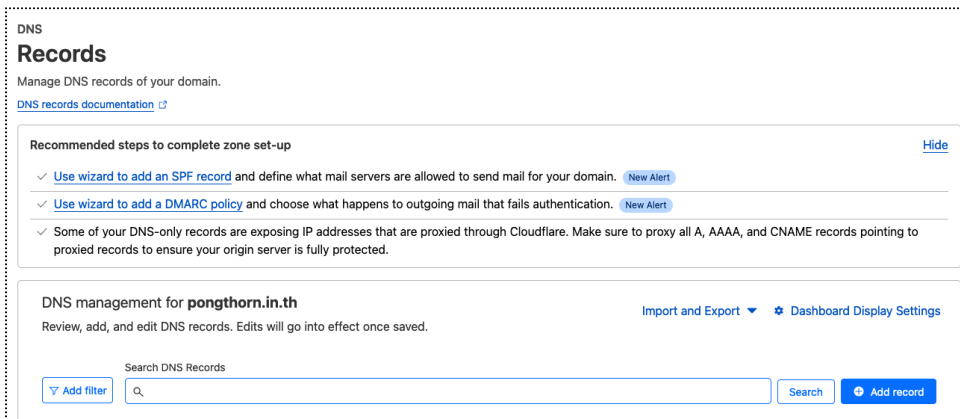 DNS
Records
Manage DNS records of your domain.
DNS records documentation
Recommended steps to complete zone set-up
Hide
Use wizard to add an SPF record and define what mail servers are allowed to send mail for your domain. New Alert
Use wizard to add a DMARC policy and choose what happens to outgoing mail that fails authentication. New Alert
Some of your DNS-only records are exposing IP addresses that are proxied through Cloudflare. Make sure to proxy all A, AAAA, and CNAME records pointing to
proxied records to ensure your origin server is fully protected.
DNS management for pongthorn.in.th
Import and Export
Dashboard Display Settings
Review, add, and edit DNS records. Edits will go into effect once saved.
Search DNS Records
Add filter
Search
Add record